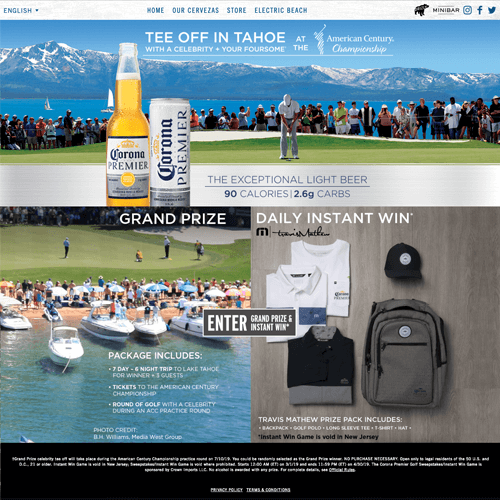 ENGLISH
HOME OUR CERVEZAS STORE ELECTRIC BEACH
MINIBAR
TEE OFF IN TAHOE
WITH A CELEBRITY + YOUR FOURSOME*
AT
THE
American Century
Championship
Corona
PREMIER
Corona
PREMIER
THE EXCEPTIONAL LIGHT BEER
90 CALORIES | 2.6g CARBS
GRAND PRIZE
DAILY INSTANT WIN*
travisMathew
ENTER GRAND PRIZE &
INSTANT WIN*
PACKAGE INCLUDES:
• 7 DAY - 6 NIGHT TRIP TO LAKE TAHOE
FOR WINNER + 3 GUESTS
• TICKETS TO THE AMERICAN CENTURY
CHAMPIONSHIP
• ROUND OF GOLF WITH A CELEBRITY
DURING AN ACC PRACTICE ROUND
PHOTO CREDIT:
B.H. Williams, Media West Group
TRAVIS MATHEW PRIZE PACK INCLUDES:
• BACKPACK • GOLF POLO • LONG SLEEVE TEE • T-SHIRT • HAT •
*Instant Win Game is void in New Jersey
†Grand Prize celebrity tee off will take place during the American Century Championship practice round on 7/10/19. You could be randomly selected as the Grand Prize winner. NO PURCHASE NECESSARY. Open only to legal residents of the 50 U.S. and
D.C., 21 or older. Instant Win Game is void in New Jersey, Sweepstakes/Instant Win Game is void where prohibited. Starts 12:00 AM (ET) on 3/1/19 and ends 11:59 PM (ET) on 4/30/19. The Corona Premier Golf Sweepstakes/Instant Win Game is
sponsored by Crown Imports LLC. No alcohol is awarded with any prize. For complete details, see Official Rules.
PRIVACY POLICY TERMS & CONDITIONS